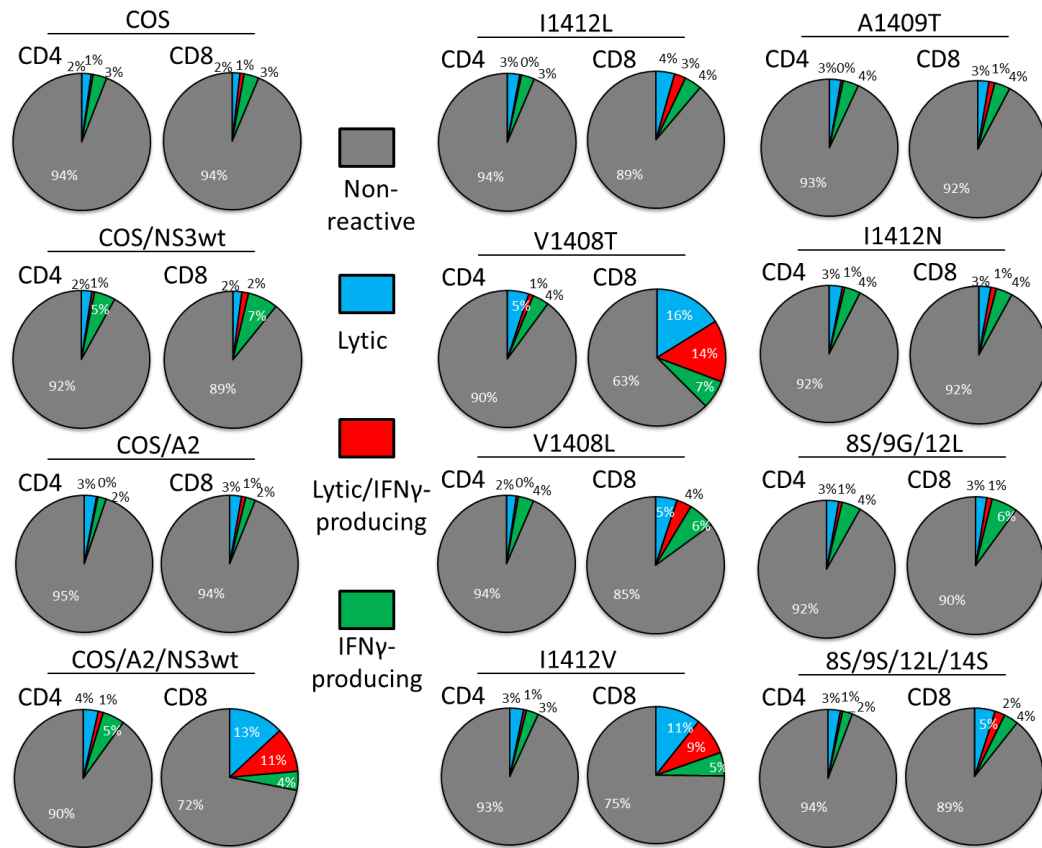 COS
CD4
CD8
2%
1%
3%
94%
2%
1%
3%
94%
COS/NS3wt
CD4
CD8
2%
1%
5%
92%
2%
2%
7%
89%
COS/A2
CD4
CD8
3%
0%
2%
95%
3%
1%
2%
94%
COS/A2/NS3wt
CD4
CD8
4%
1%
5%
90%
13%
11%
4%
72%
Non-
reactive
Lytic
Lytic/IFNγ-
producing
IFNγ-
producing
I1412L
CD4
CD8
3%
0%
3%
94%
4%
3%
4%
89%
V1408T
CD4
CD8
5%
1%
4%
90%
16%
14%
7%
63%
V1408L
CD4
CD8
2%
0%
4%
94%
5%
4%
6%
85%
I1412V
CD4
CD8
3%
1%
3%
93%
11%
9%
5%
75%
A1409T
CD4
CD8
3%
0%
4%
93%
3%
1%
4%
92%
I1412N
CD4
CD8
3%
1%
4%
92%
3%
1%
4%
92%
8S/9G/12L
CD4
CD8
3%
1%
4%
92%
3%
1%
6%
90%
8S/9S/12L/14S
CD4
CD8
3%
1%
2%
94%
5%
2%
4%
89%